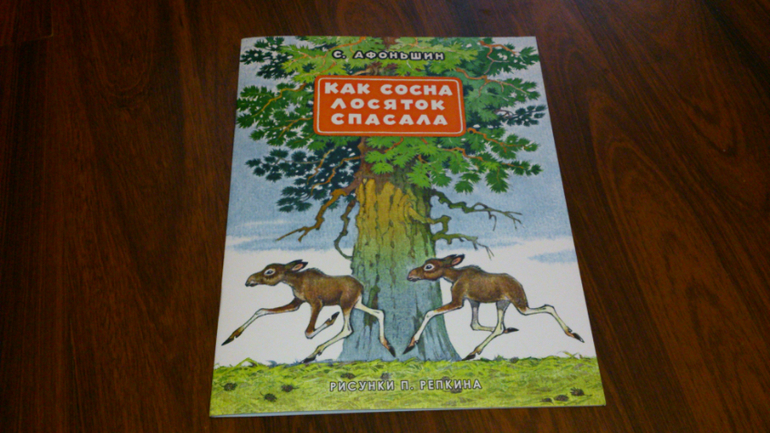 С. АФОНЬШИН
КАК СОСНА
ЛОСЯТОК
СПАСАЛА
РИСУНКИ П. РЕПКИНА